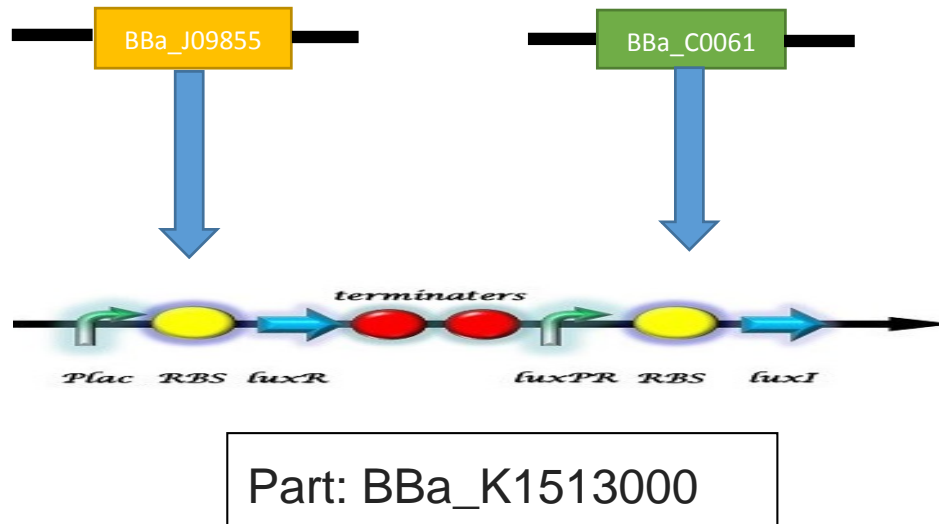 BBa_J09855
BBa_C0061
terminaters
Plac RBS luxR luxPR RBS luxI
Part: BBa_K1513000